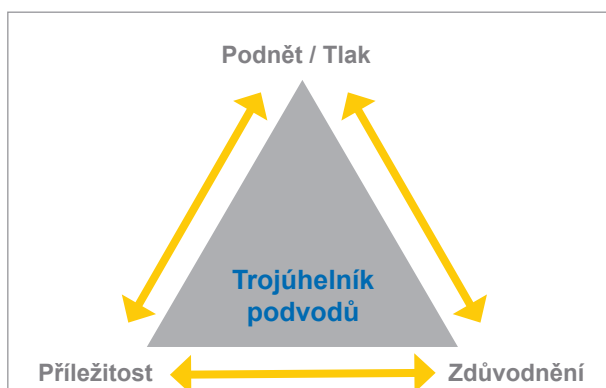 Podnět / Tlak
Trojúhelník
podvodů
Příležitost
Zdůvodnění